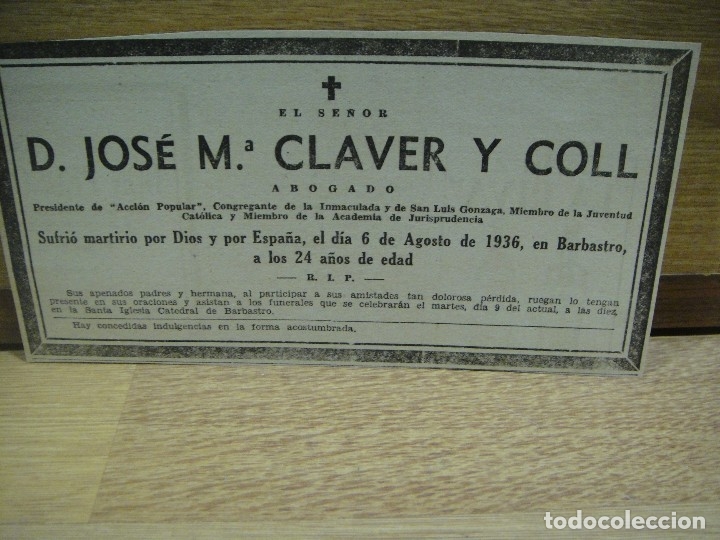 EL SEÑOR
D. JOSÉ M.ª CLAVER Y COLL
ABOGADO
Presidente de "Acción Popular", Congregante de la Inmaculada y de San Luis Gonzaga, Miembro de la Juventud
Católica y Miembro de la Academia de Jurisprudencia
Sufrió martirio por Dios y por España, el día 6 de Agosto de 1936, en Barbastro,
a los 24 años de edad
— R. I. P. —
Sus apenados padres y hermana, al participar a sus amistades tan dolorosa pérdida, ruegan lo tengan
presente en sus oraciones y asistan a los funerales que se celebrarán el martes, día 9 del actual, a las diez,
en la Santa Iglesia Catedral de Barbastro.
Hay concedidas indulgencias en la forma acostumbrada.
todocoleccion.net